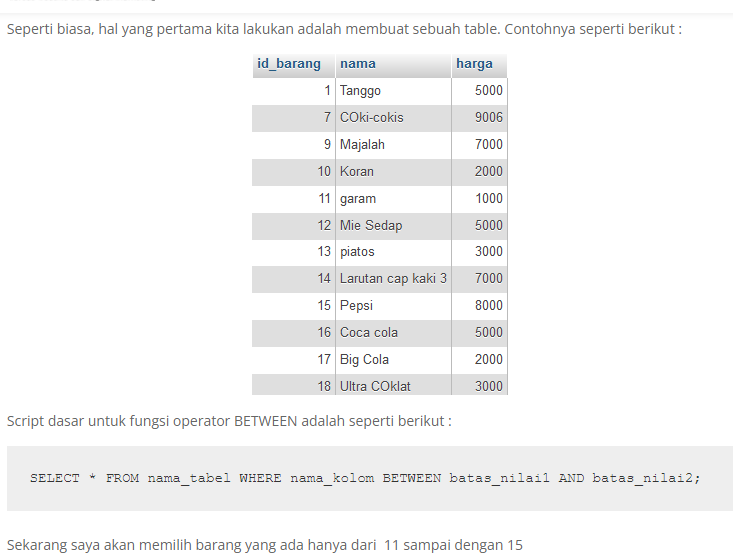 Seperti biasa, hal yang pertama kita lakukan adalah membuat sebuah table. Contohnya seperti berikut :
id_barang nama harga
1 Tanggo 5000
7 COki-cokis 9006
9 Majalah 7000
10 Koran 2000
11 garam 1000
12 Mie Sedap 5000
13 piatos 3000
14 Larutan cap kaki 3 7000
15 Pepsi 8000
16 Coca cola 5000
17 Big Cola 2000
18 Ultra COklat 3000
Script dasar untuk fungsi operator BETWEEN adalah seperti berikut :
SELECT * FROM nama_tabel WHERE nama_kolom BETWEEN batas_nilai1 AND batas_nilai2;
Sekarang saya akan memilih barang yang ada hanya dari 11 sampai dengan 15